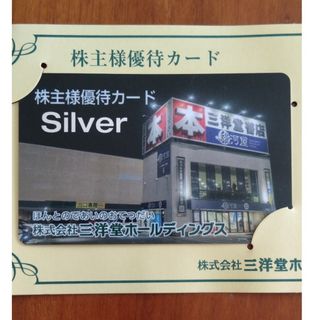 株主様優待カード
株主様優待カード
Silver
本
本
三洋堂書店
ほんとのであいのおてつだい
株式会社 三洋堂ホールディングス
株式会社 三洋堂ホ